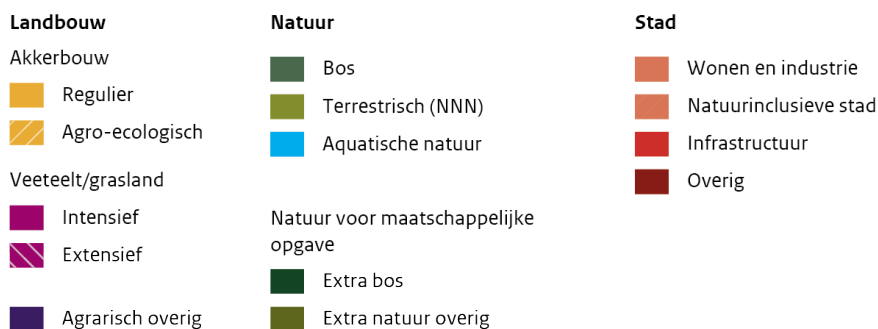 Landbouw
Akkerbouw
Regulier
Agro-ecologisch
Veeteelt/grasland
Intensief
Extensief
Agrarisch overig
Natuur
Bos
Terrestrisch (NNN)
Aquatische natuur
Natuur voor maatschappelijke
opgave
Extra bos
Extra natuur overig
Stad
Wonen en industrie
Natuurinclusieve stad
Infrastructuur
Overig